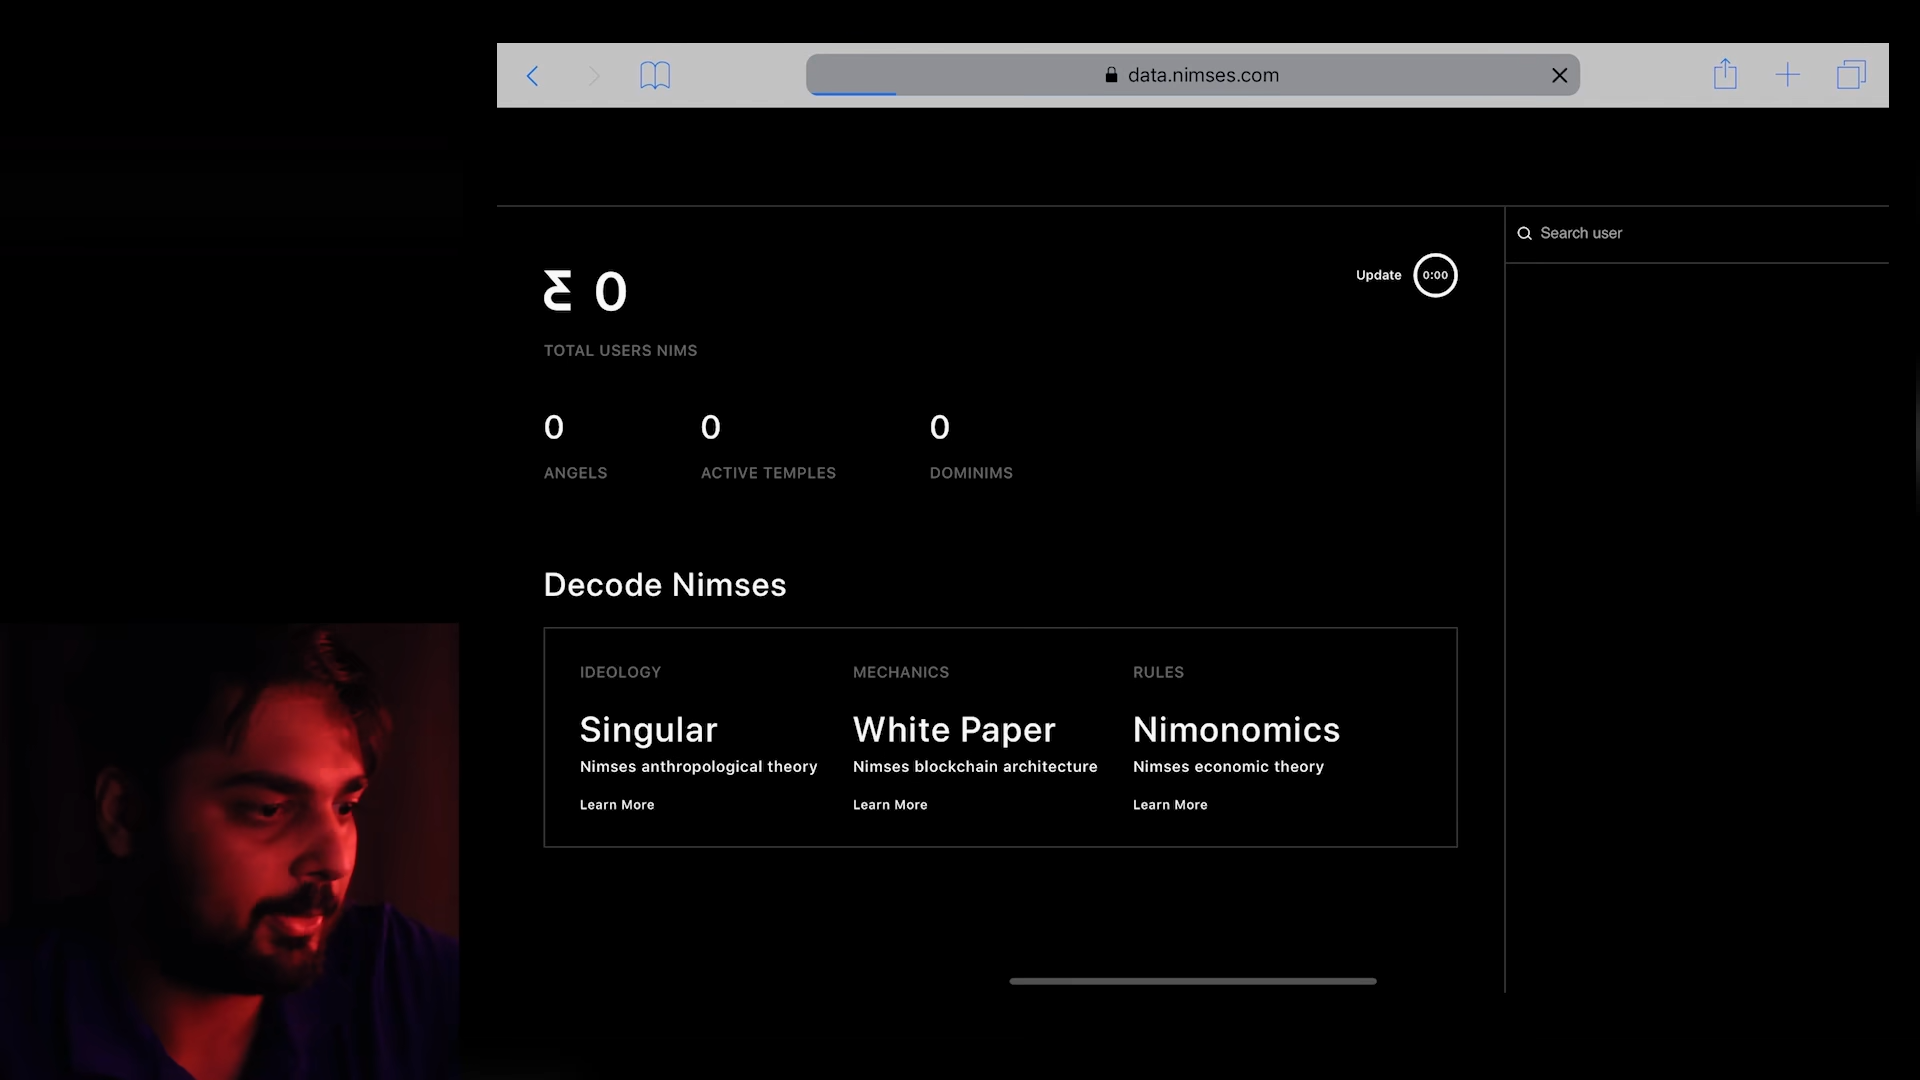 data.nimses.com
Search user
0
Update 0:00
TOTAL USERS NIMS
0 0 0
ANGELS ACTIVE TEMPLES DOMINIMS
Decode Nimses
IDEOLOGY MECHANICS RULES
Singular White Paper Nimonomics
Nimses anthropological theory Nimses blockchain architecture Nimses economic theory
Learn More Learn More Learn More